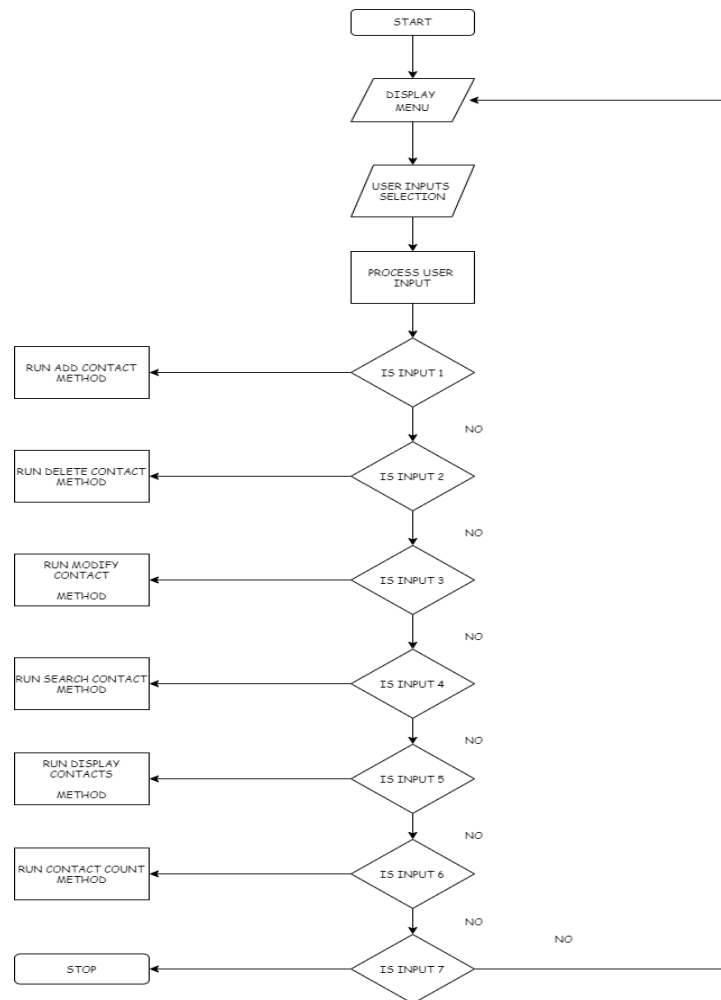 START
DISPLAY
MENU
USER INPUTS
SELECTION
PROCESS USER
INPUT
RUN ADD CONTACT
METHOD
IS INPUT 1
NO
RUN DELETE CONTACT
METHOD
IS INPUT 2
NO
RUN MODIFY
CONTACT
METHOD
IS INPUT 3
NO
RUN SEARCH CONTACT
METHOD
IS INPUT 4
NO
RUN DISPLAY
CONTACTS
METHOD
IS INPUT 5
NO
RUN CONTACT COUNT
METHOD
IS INPUT 6
NO
NO
STOP
IS INPUT 7